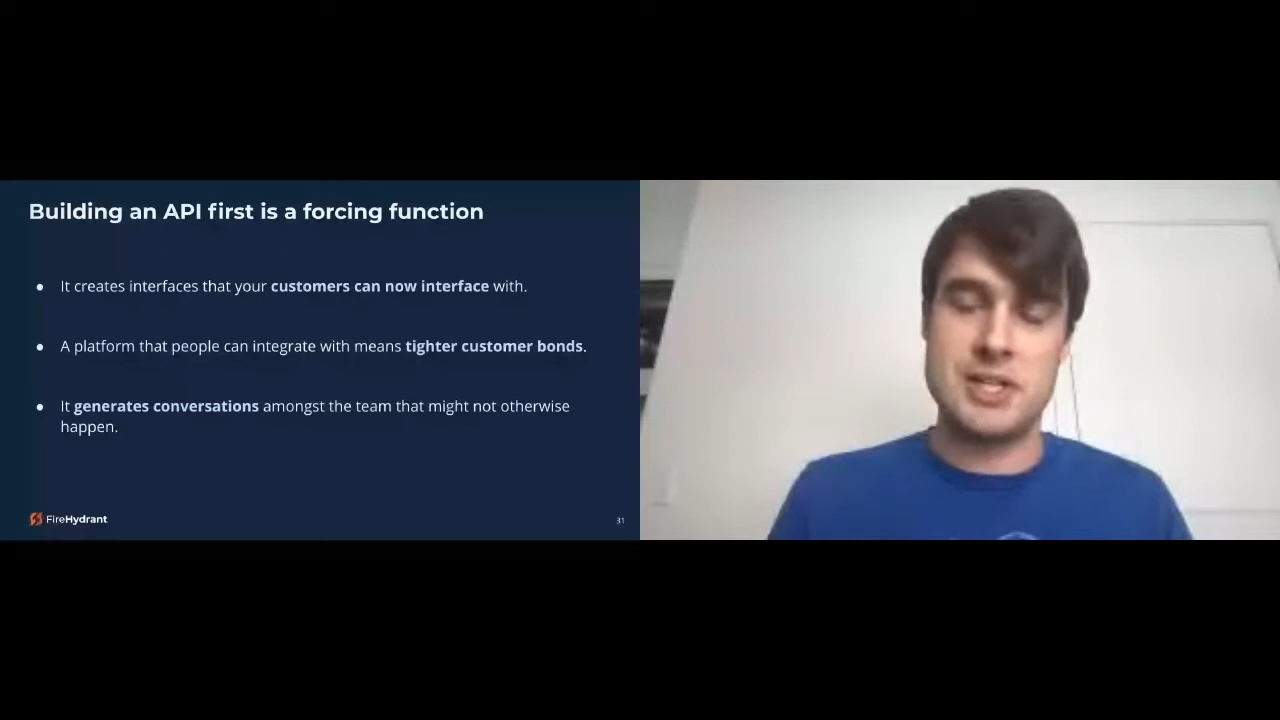 Building an API first is a forcing function
● It creates interfaces that your customers can now interface with.
● A platform that people can integrate with means tighter customer bonds.
● It generates conversations amongst the team that might not otherwise
happen.
FireHydrant
31